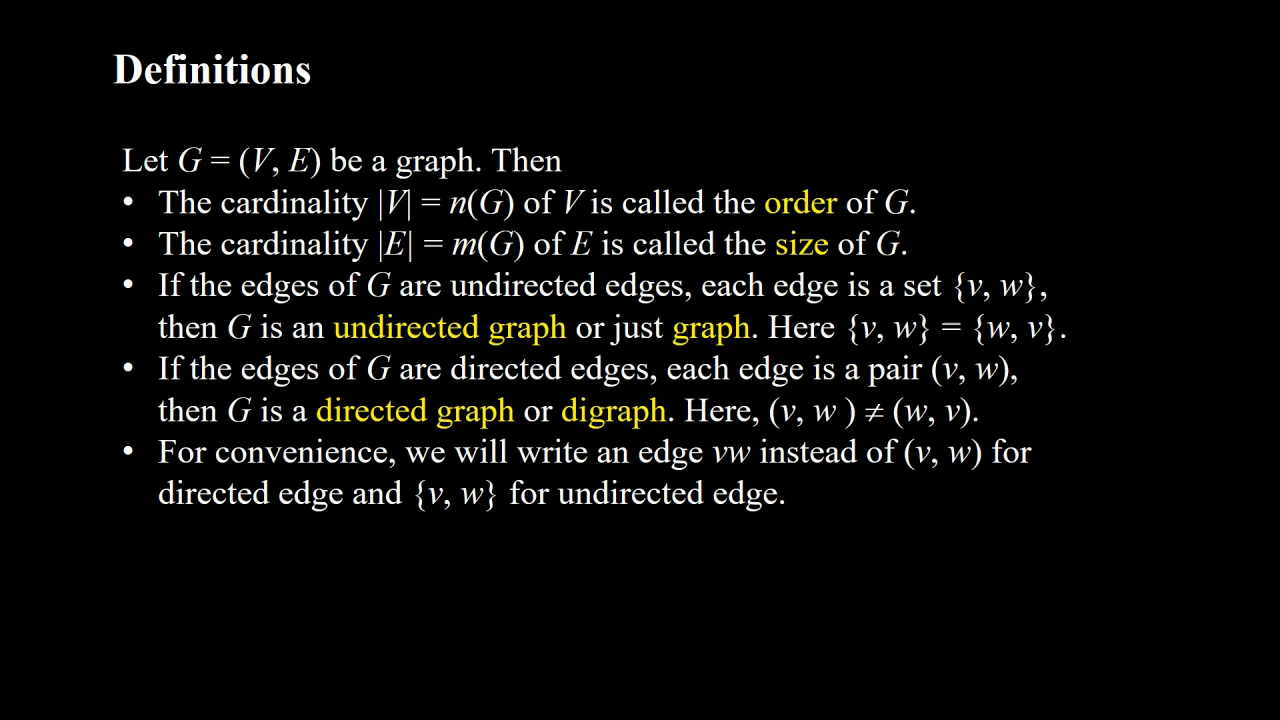 Definitions
Let G = (V, E) be a graph. Then
• The cardinality |V| = n(G) of V is called the order of G.
• The cardinality |E| = m(G) of E is called the size of G.
• If the edges of G are undirected edges, each edge is a set {v, w},
then G is an undirected graph or just graph. Here {v, w} = {w, v}.
• If the edges of G are directed edges, each edge is a pair (v, w),
then G is a directed graph or digraph. Here, (v, w ) ≠ (w, v).
• For convenience, we will write an edge vw instead of (v, w) for
directed edge and {v, w} for undirected edge.